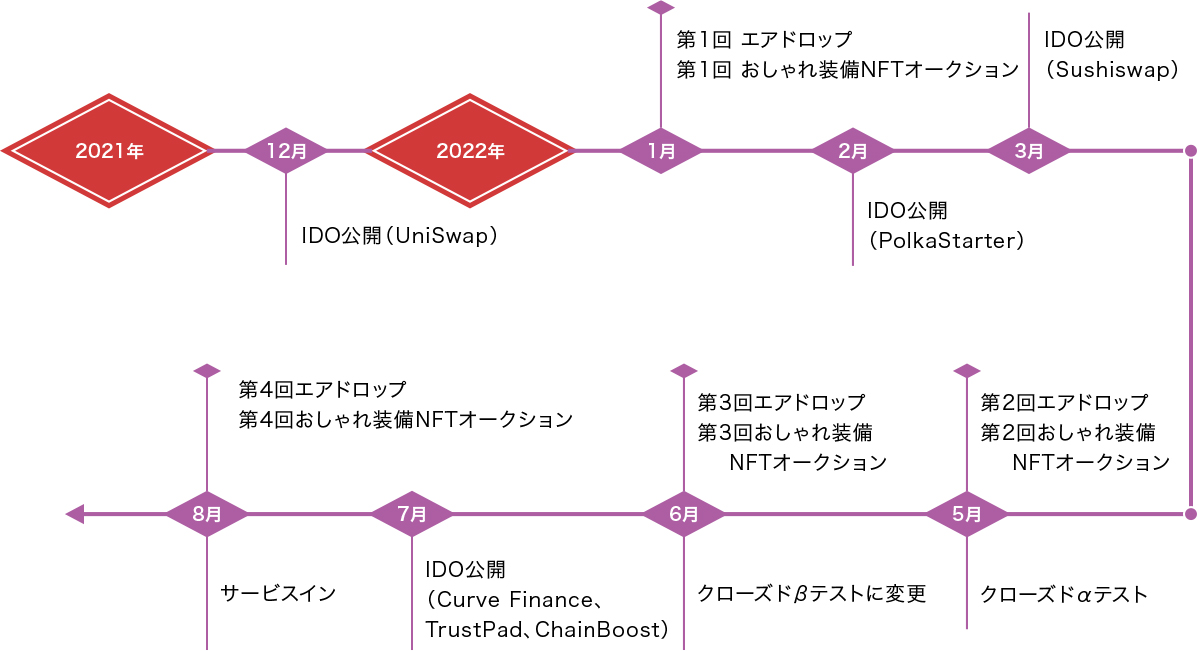 2021年
12月
IDO公開（UniSwap）
2022年
第1回 エアドロップ
第1回 おしゃれ装備NFTオークション
1月
2月
IDO公開
（PolkaStarter）
IDO公開
（Sushiswap）
3月
第2回エアドロップ
第2回おしゃれ装備
NFTオークション
5月
クローズドαテスト
第3回エアドロップ
第3回おしゃれ装備
NFTオークション
6月
クローズドβテストに変更
7月
IDO公開
（Curve Finance、
TrustPad、ChainBoost）
第4回エアドロップ
第4回おしゃれ装備NFTオークション
8月
サービスイン